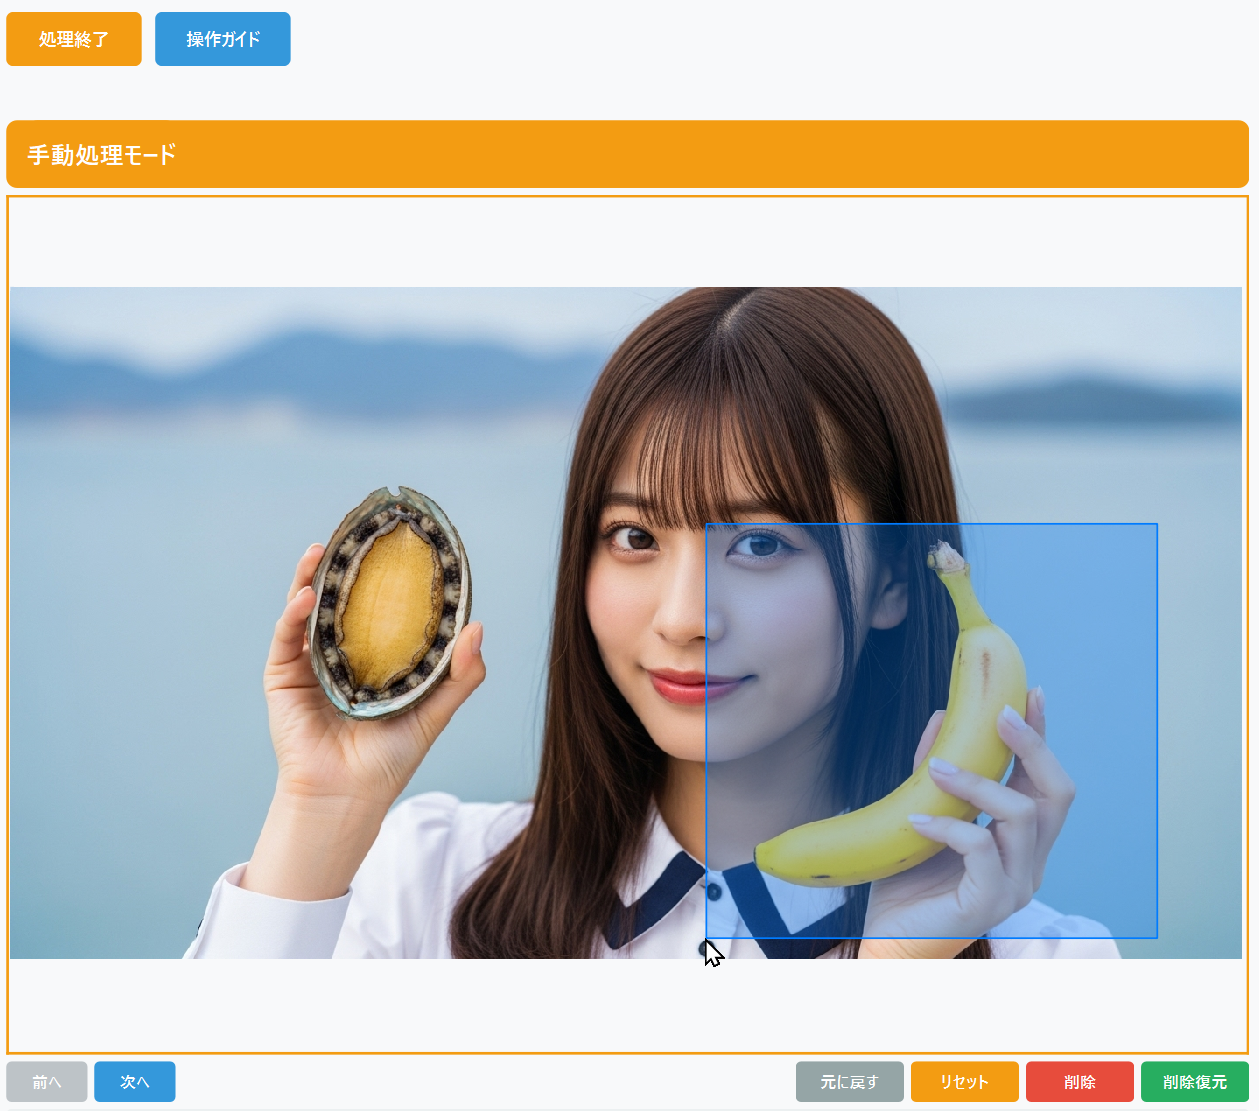 処理終了
操作ガイド
手動処理モード
前へ
次へ
元に戻す
リセット
削除
削除復元